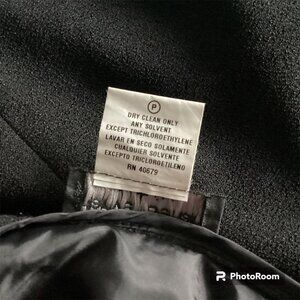 P
DRY CLEAN ONLY
ANY SOLVENT
EXCEPT TRICHLOROETHYLENE
LAVAR EN SECO SOLAMENTE
CUALQUIER SOLVENTE
EXCEPTO TRICLOROETILENO
RN 40679
PhotoRoom